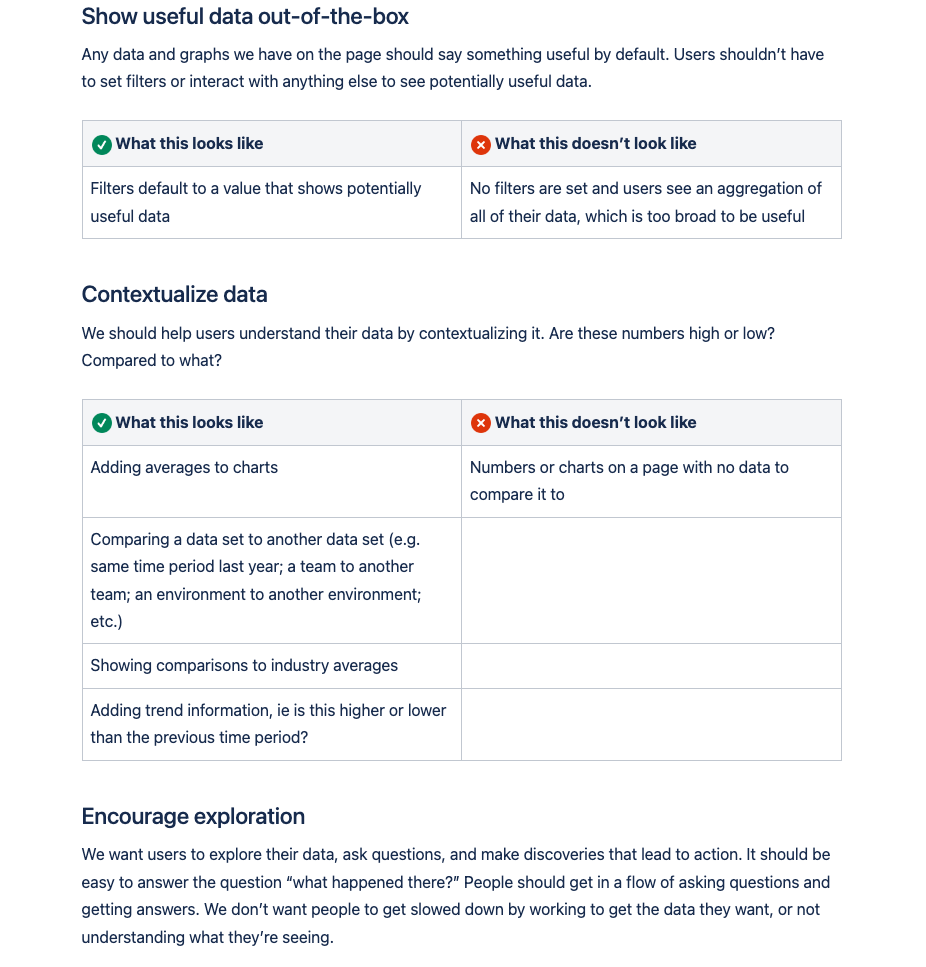 Show useful data out-of-the-box
Any data and graphs we have on the page should say something useful by default. Users shouldn’t have
to set filters or interact with anything else to see potentially useful data.
What this looks like
What this doesn’t look like
Filters default to a value that shows potentially
useful data
No filters are set and users see an aggregation of
all of their data, which is too broad to be useful
Contextualize data
We should help users understand their data by contextualizing it. Are these numbers high or low?
Compared to what?
What this looks like
What this doesn’t look like
Adding averages to charts
Numbers or charts on a page with no data to
compare it to
Comparing a data set to another data set (e.g.
same time period last year; a team to another
team; an environment to another environment;
etc.)
Showing comparisons to industry averages
Adding trend information, ie is this higher or lower
than the previous time period?
Encourage exploration
We want users to explore their data, ask questions, and make discoveries that lead to action. It should be
easy to answer the question “what happened there?” People should get in a flow of asking questions and
getting answers. We don’t want people to get slowed down by working to get the data they want, or not
understanding what they’re seeing.